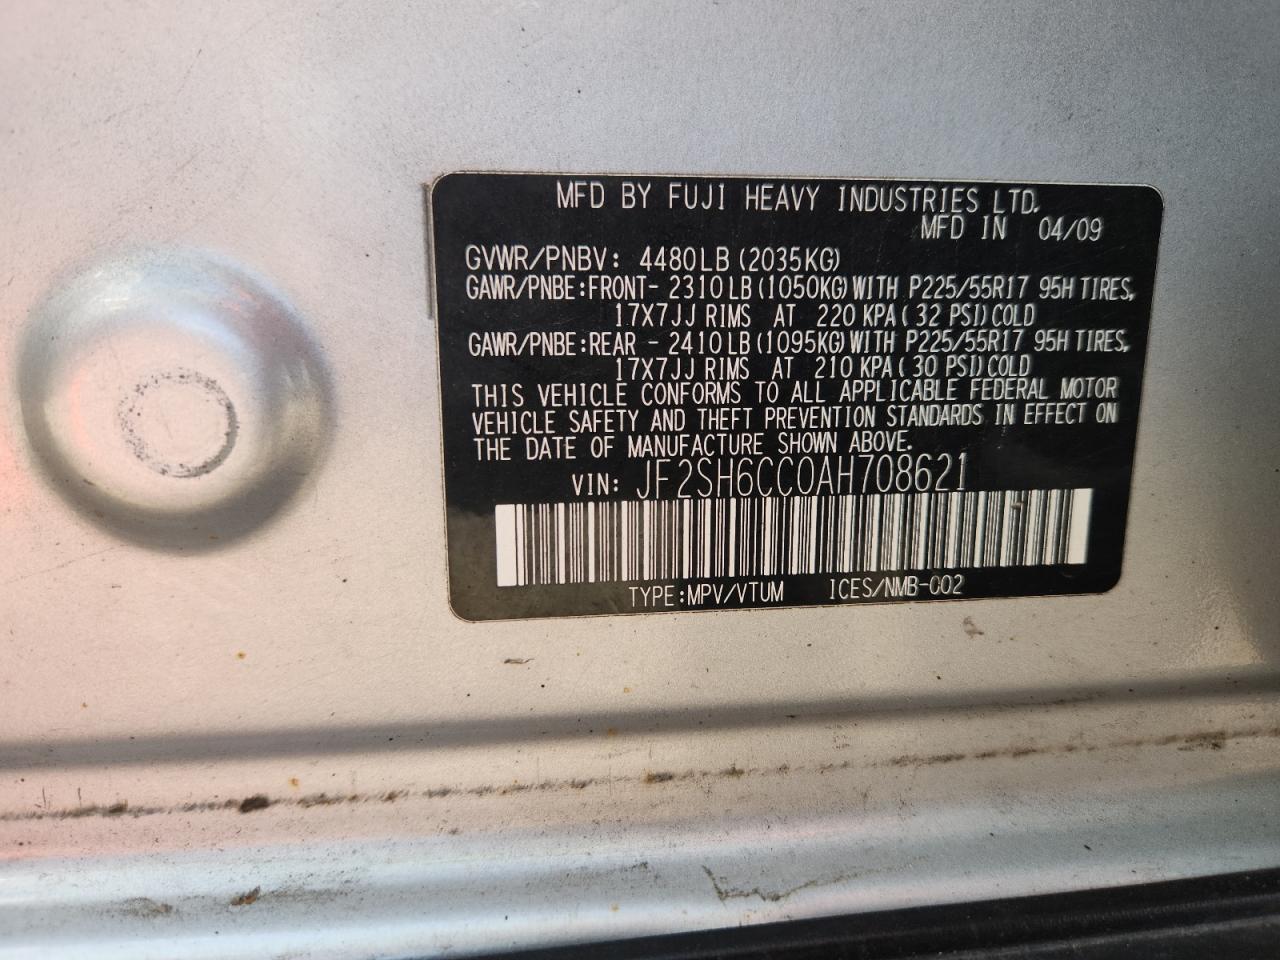 MFD BY FUJI HEAVY INDUSTRIES LTD.
MFD IN 04/09
GVWR/PNBV: 4480LB (2035KG)
GAWR/PNBE:FRONT- 2310LB (1050KG) WITH P225/55R17 95H TIRES,
17X7JJ RIMS AT 220 KPA ( 32 PSI) COLD
GAWR/PNBE:REAR - 2410LB (1095KG) WITH P225/55R17 95H TIRES,
17X7JJ RIMS AT 210 KPA ( 30 PSI) COLD
THIS VEHICLE CONFORMS TO ALL APPLICABLE FEDERAL MOTOR
VEHICLE SAFETY AND THEFT PREVENTION STANDARDS IN EFFECT ON
THE DATE OF MANUFACTURE SHOWN ABOVE.
VIN: JF2SH6CC0AH708621
TYPE:MPV/VTUM ICES/NMB-002